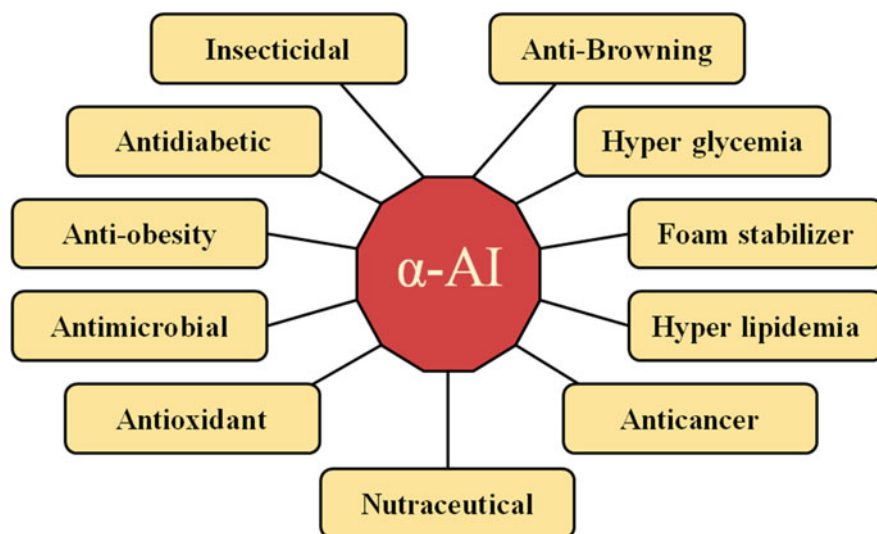 Insecticidal
Anti-Browning
Antidiabetic
Hyper glycemia
Anti-obesity
Foam stabilizer
α-AI
Antimicrobial
Hyper lipidemia
Antioxidant
Anticancer
Nutraceutical